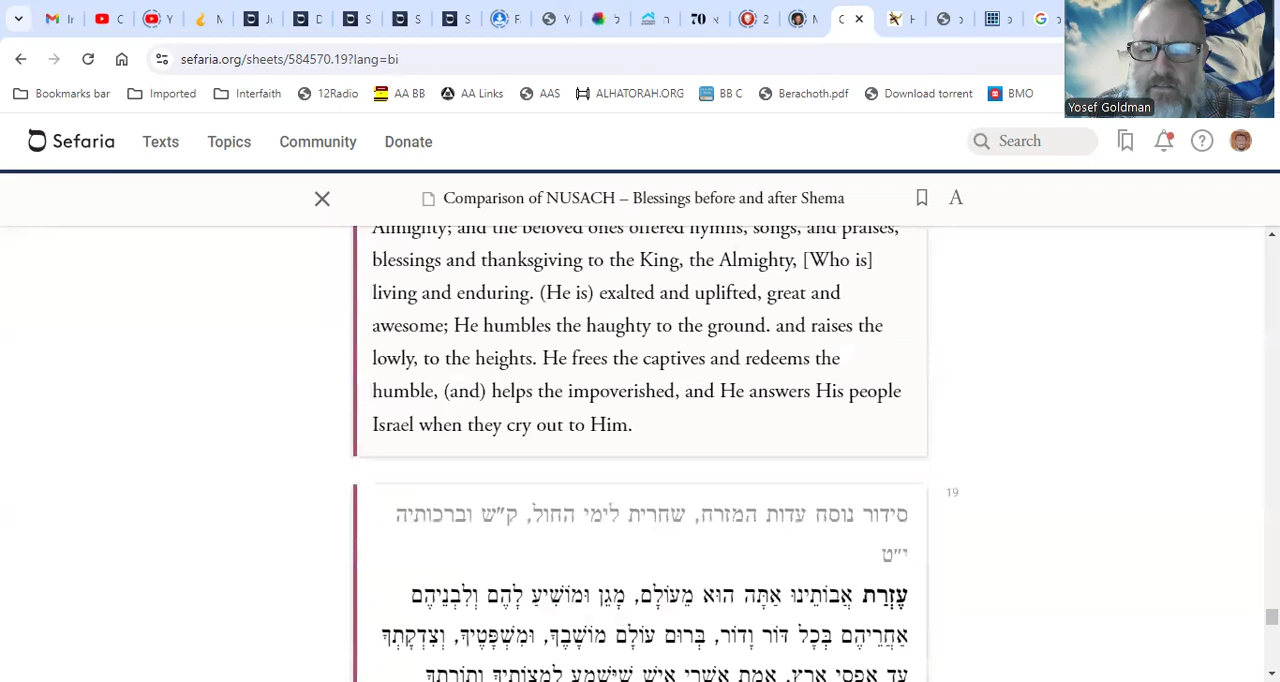 sefaria.org/sheets/584570.19?lang=bi
Bookmarks bar
Imported
Interfaith
12Radio
AA BB
AA Links
AAS
ALHATORAH.ORG
BB C
Berachoth.pdf
Download torrent
BMO
Yosef Goldman
Sefaria
Texts
Topics
Community
Donate
Search
Comparison of NUSACH – Blessings before and after Shema
A
Almighty; and the beloved ones offered hymns, songs, and praises,
blessings and thanksgiving to the King, the Almighty, [Who is]
living and enduring. (He is) exalted and uplifted, great and
awesome; He humbles the haughty to the ground. and raises the
lowly, to the heights. He frees the captives and redeems the
humble, (and) helps the impoverished, and He answers His people
Israel when they cry out to Him.
19
סידור נוסח עדות המזרח, שחרית לימי החול, ק״ש וברכותיה
י״ט
עֶזְרַת אֲבוֹתֵינוּ אַתָּה הוּא מֵעוֹלָם, מָגֵן וּמוֹשִׁיעַ לָהֶם וְלִבְנֵיהֶם
אַחֲרֵיהֶם בְּכָל דּוֹר וָדוֹר, בְּרוּם עוֹלָם מוֹשָׁבֶךָ, וּמִשְׁפָּטֶיךָ, וְצִדְקָתְךָ
עַד אַפְסֵי אָרֶץ. אֱמֶת אַשְׁרֵי אִישׁ שֶׁיִּשְׁמַע לְמִצְוֹתֶיךָ וְתוֹרָתְךָ